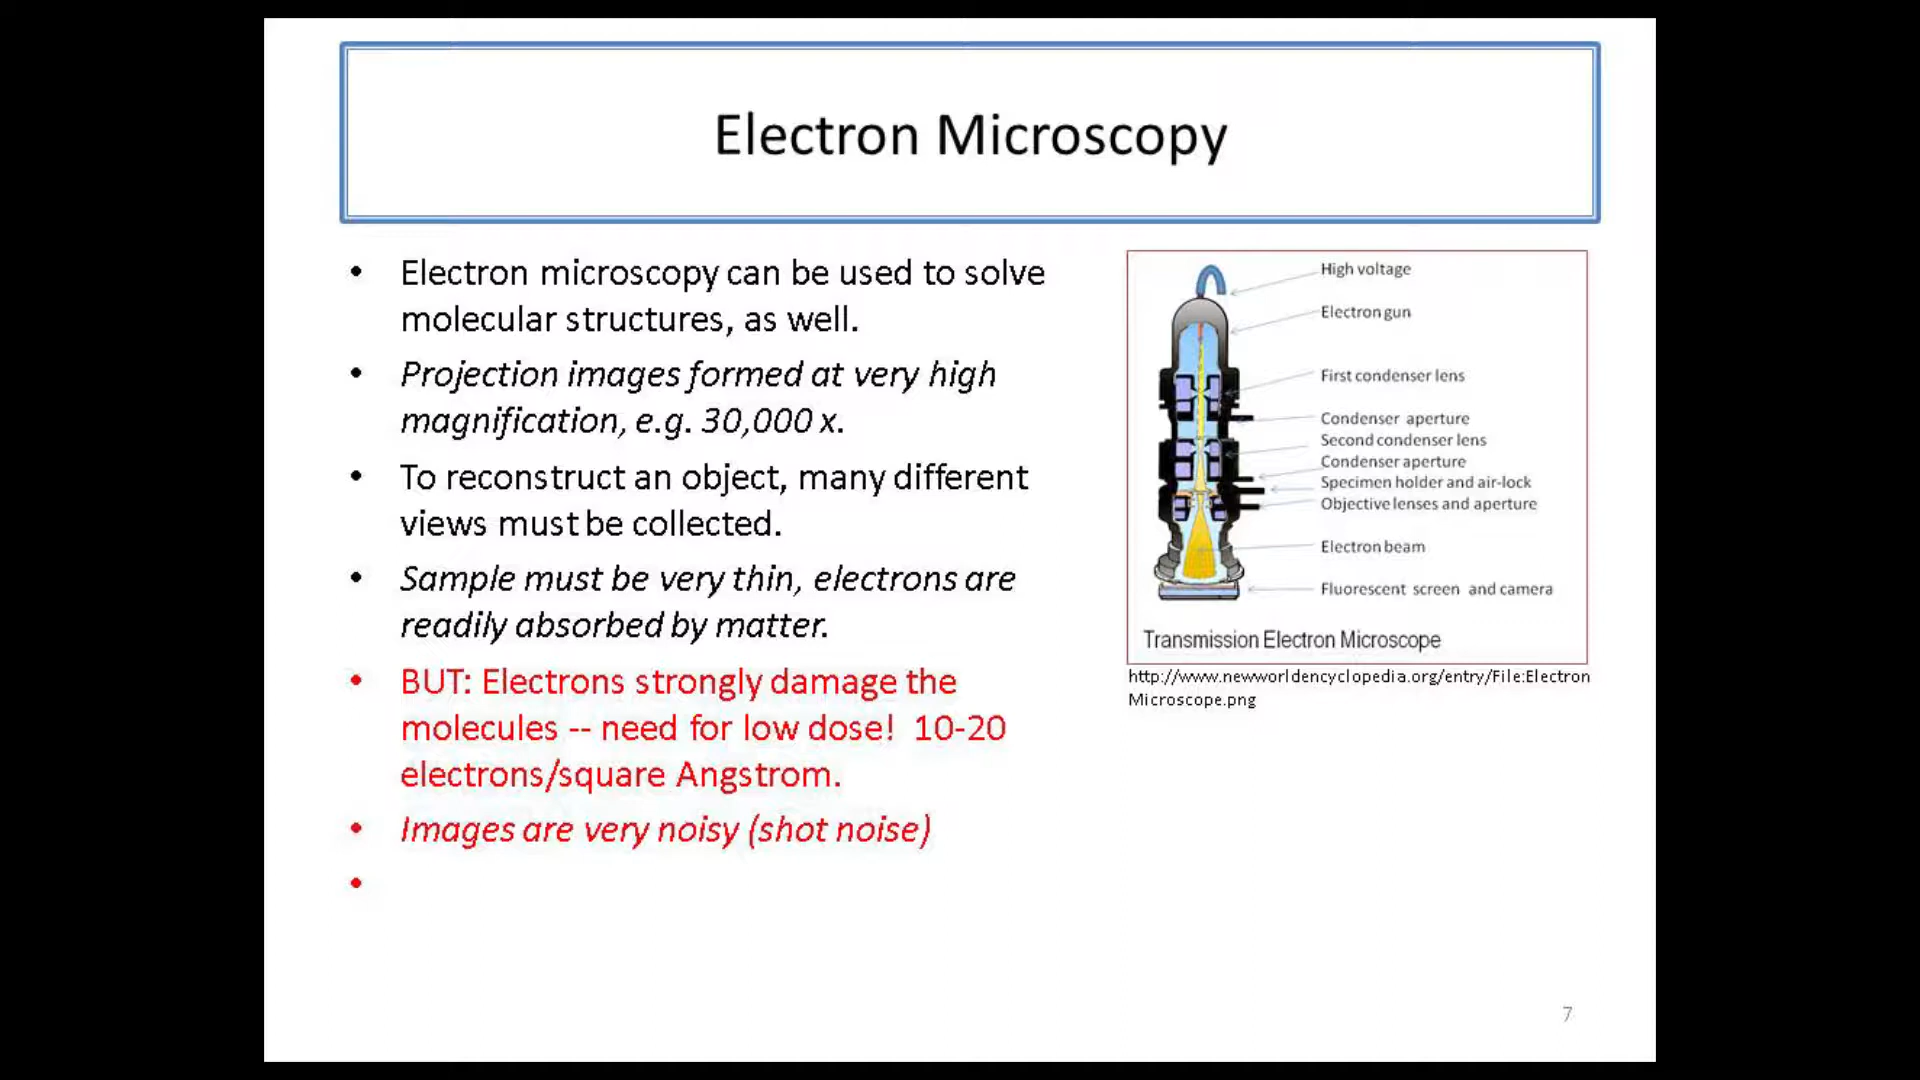 Electron Microscopy
• Electron microscopy can be used to solve
molecular structures, as well.
• Projection images formed at very high
magnification, e.g. 30,000 x.
• To reconstruct an object, many different
views must be collected.
• Sample must be very thin, electrons are
readily absorbed by matter.
• BUT: Electrons strongly damage the
molecules -- need for low dose!  10-20
electrons/square Angstrom.
• Images are very noisy (shot noise)
•
High voltage
Electron gun
First condenser lens
Condenser aperture
Second condenser lens
Condenser aperture
Specimen holder and air-lock
Objective lenses and aperture
Electron beam
Fluorescent screen and camera
Transmission Electron Microscope
http://www.newworldencyclopedia.org/entry/File:Electron
Microscope.png
7